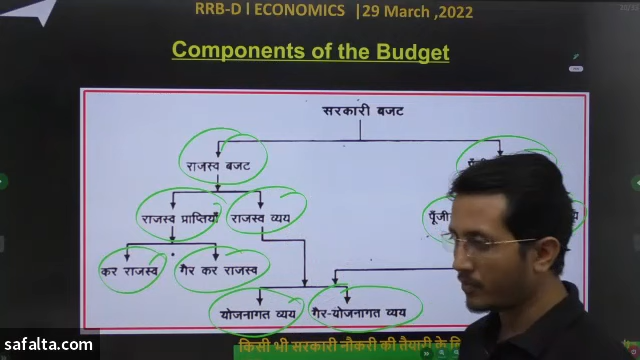 RRB-D l ECONOMICS |29 March ,2022
Components of the Budget
सरकारी बजट
राजस्व बजट
राजस्व प्राप्तियाँ राजस्व व्यय
कर राजस्व गैर कर राजस्व
योजनागत व्यय गैर-योजनागत व्यय
safalta.com
किसी भी सरकारी नौकरी की तैयारी के